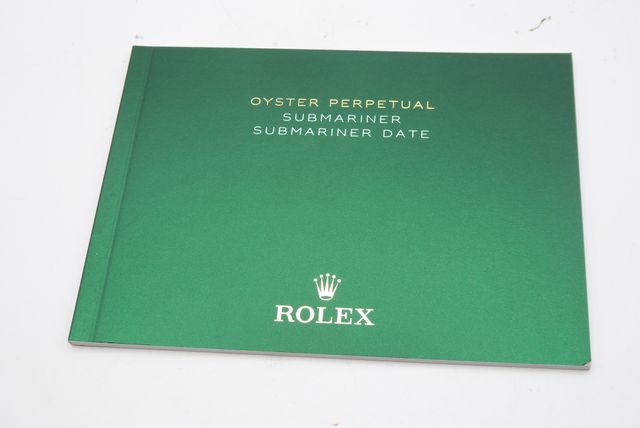 OYSTER PERPETUAL
SUBMARINER
SUBMARINER DATE
ROLEX